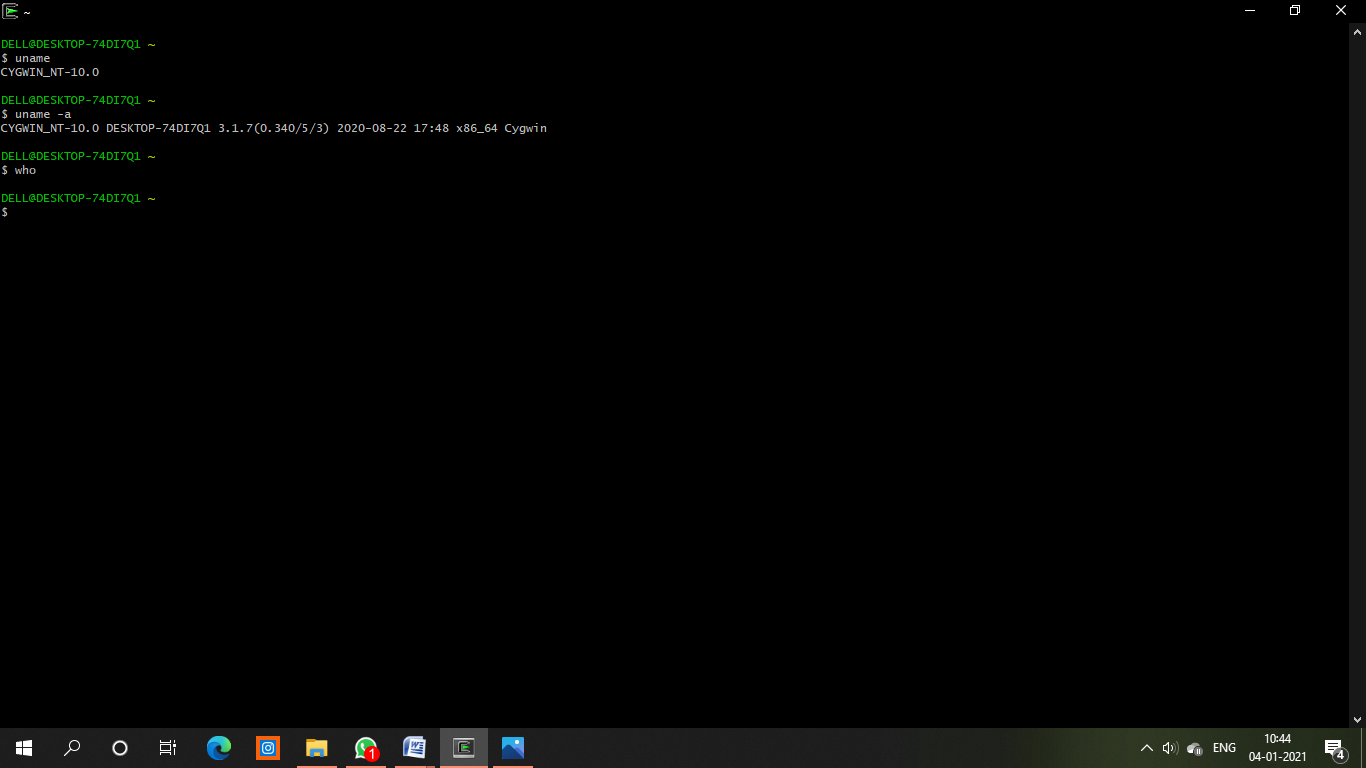 ~
DELL@DESKTOP-74DI7Q1 ~
$ uname
CYGWIN_NT-10.0
DELL@DESKTOP-74DI7Q1 ~
$ uname -a
CYGWIN_NT-10.0 DESKTOP-74DI7Q1 3.1.7(0.340/5/3) 2020-08-22 17:48 x86_64 Cygwin
DELL@DESKTOP-74DI7Q1 ~
$ who
DELL@DESKTOP-74DI7Q1 ~
$
1
W
ENG
10:44
04-01-2021
4